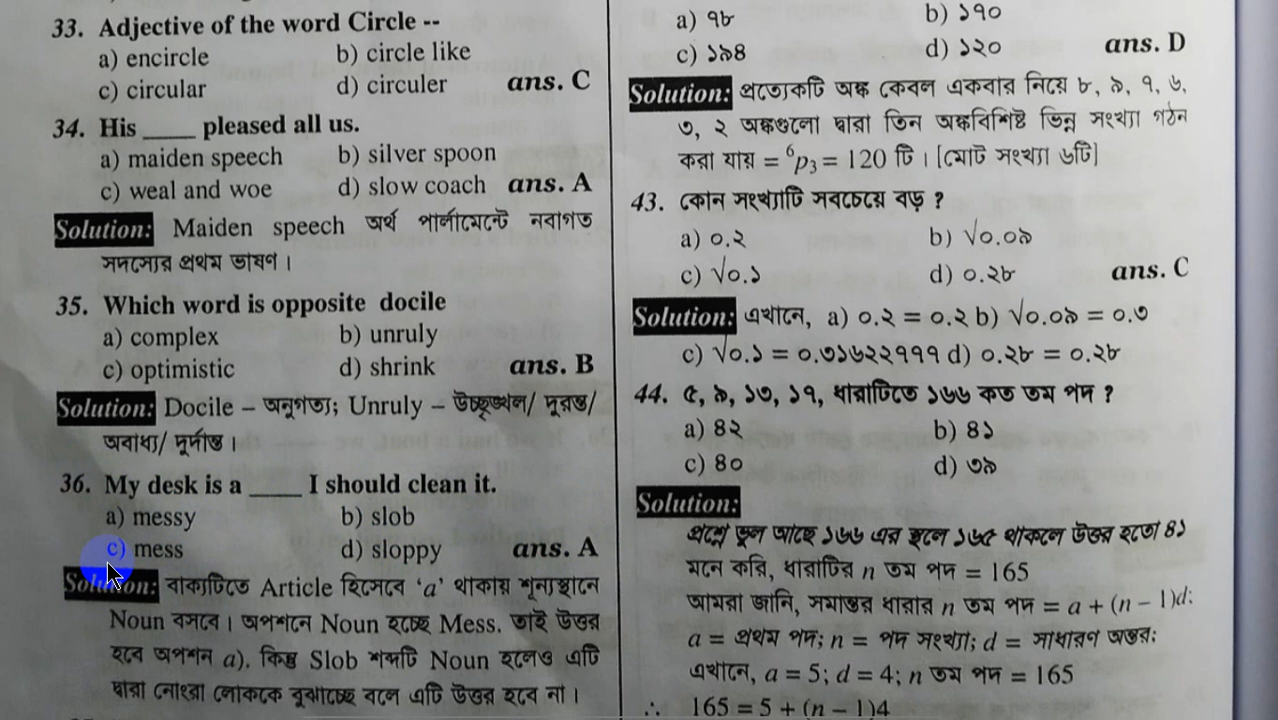 33. Adjective of the word Circle --
a) encircle b) circle like
c) circular d) circuler ans. C
34. His ____ pleased all us.
a) maiden speech b) silver spoon
c) weal and woe d) slow coach ans. A
Solution: Maiden speech অর্থ পার্লামেন্টে নবাগত
সদস্যের প্রথম ভাষণ।
35. Which word is opposite docile
a) complex b) unruly
c) optimistic d) shrink ans. B
Solution: Docile – অনুগত্য; Unruly – উচ্ছৃঙ্খল/ দুরন্ত/
অবাধ্য/ দুর্দান্ত।
36. My desk is a ____ I should clean it.
a) messy b) slob
c) mess d) sloppy ans. A
Solution: বাক্যটিতে Article হিসেবে ‘a’ থাকায় শূন্যস্থানে
Noun বসবে। অপশনে Noun হচ্ছে Mess. তাই উত্তর
হবে অপশন a). কিন্তু Slob শব্দটি Noun হলেও এটি
দ্বারা নোংরা লোককে বুঝাচ্ছে বলে এটি উত্তর হবে না।
a) ৭৮ b) ১৭০
c) ১৯৪ d) ১২০ ans. D
Solution: প্রত্যেকটি অঙ্ক কেবল একবার নিয়ে ৮, ৯, ৭, ৬,
৩, ২ অঙ্কগুলো দ্বারা তিন অঙ্কবিশিষ্ট ভিন্ন সংখ্যা গঠন
করা যায় = ⁶p₃ = 120 টি। [মোট সংখ্যা ৬টি]
43. কোন সংখ্যাটি সবচেয়ে বড় ?
a) ০.২ b) √০.০৯
c) √০.১ d) ০.২৮ ans. C
Solution: এখানে, a) ০.২ = ০.২ b) √০.০৯ = ০.৩
c) √০.১ = ০.৩১৬২২৭৭৭ d) ০.২৮ = ০.২৮
44. ৫, ৯, ১৩, ১৭, ধারাটিতে ১৬৬ কত তম পদ ?
a) ৪২ b) ৪১
c) ৪০ d) ৩৯
Solution:
প্রশ্নে ভুল আছে ১৬৬ এর স্থলে ১৬৫ থাকলে উত্তর হতো ৪১
মনে করি, ধারাটির n তম পদ = 165
আমরা জানি, সমান্তর ধারার n তম পদ = a + (n – 1)d:
a = প্রথম পদ; n = পদ সংখ্যা; d = সাধারণ অন্তর:
এখানে, a = 5; d = 4; n তম পদ = 165
∴ 165 = 5 + (n – 1)4